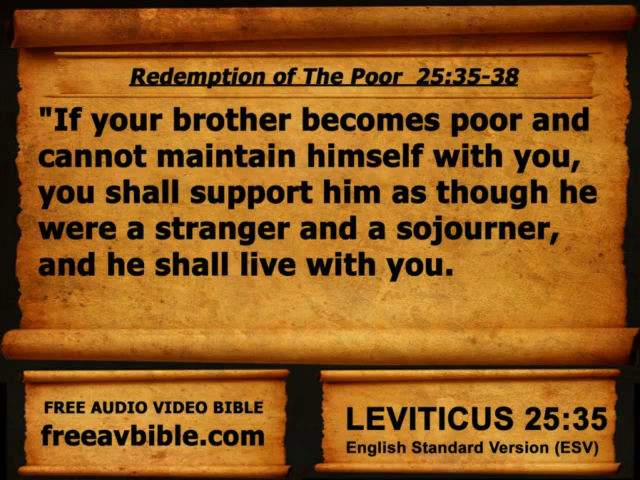 Redemption of The Poor  25:35-38
"If your brother becomes poor and
cannot maintain himself with you,
you shall support him as though he
were a stranger and a sojourner,
and he shall live with you.
FREE AUDIO VIDEO BIBLE
freeavbible.com
LEVITICUS 25:35
English Standard Version (ESV)